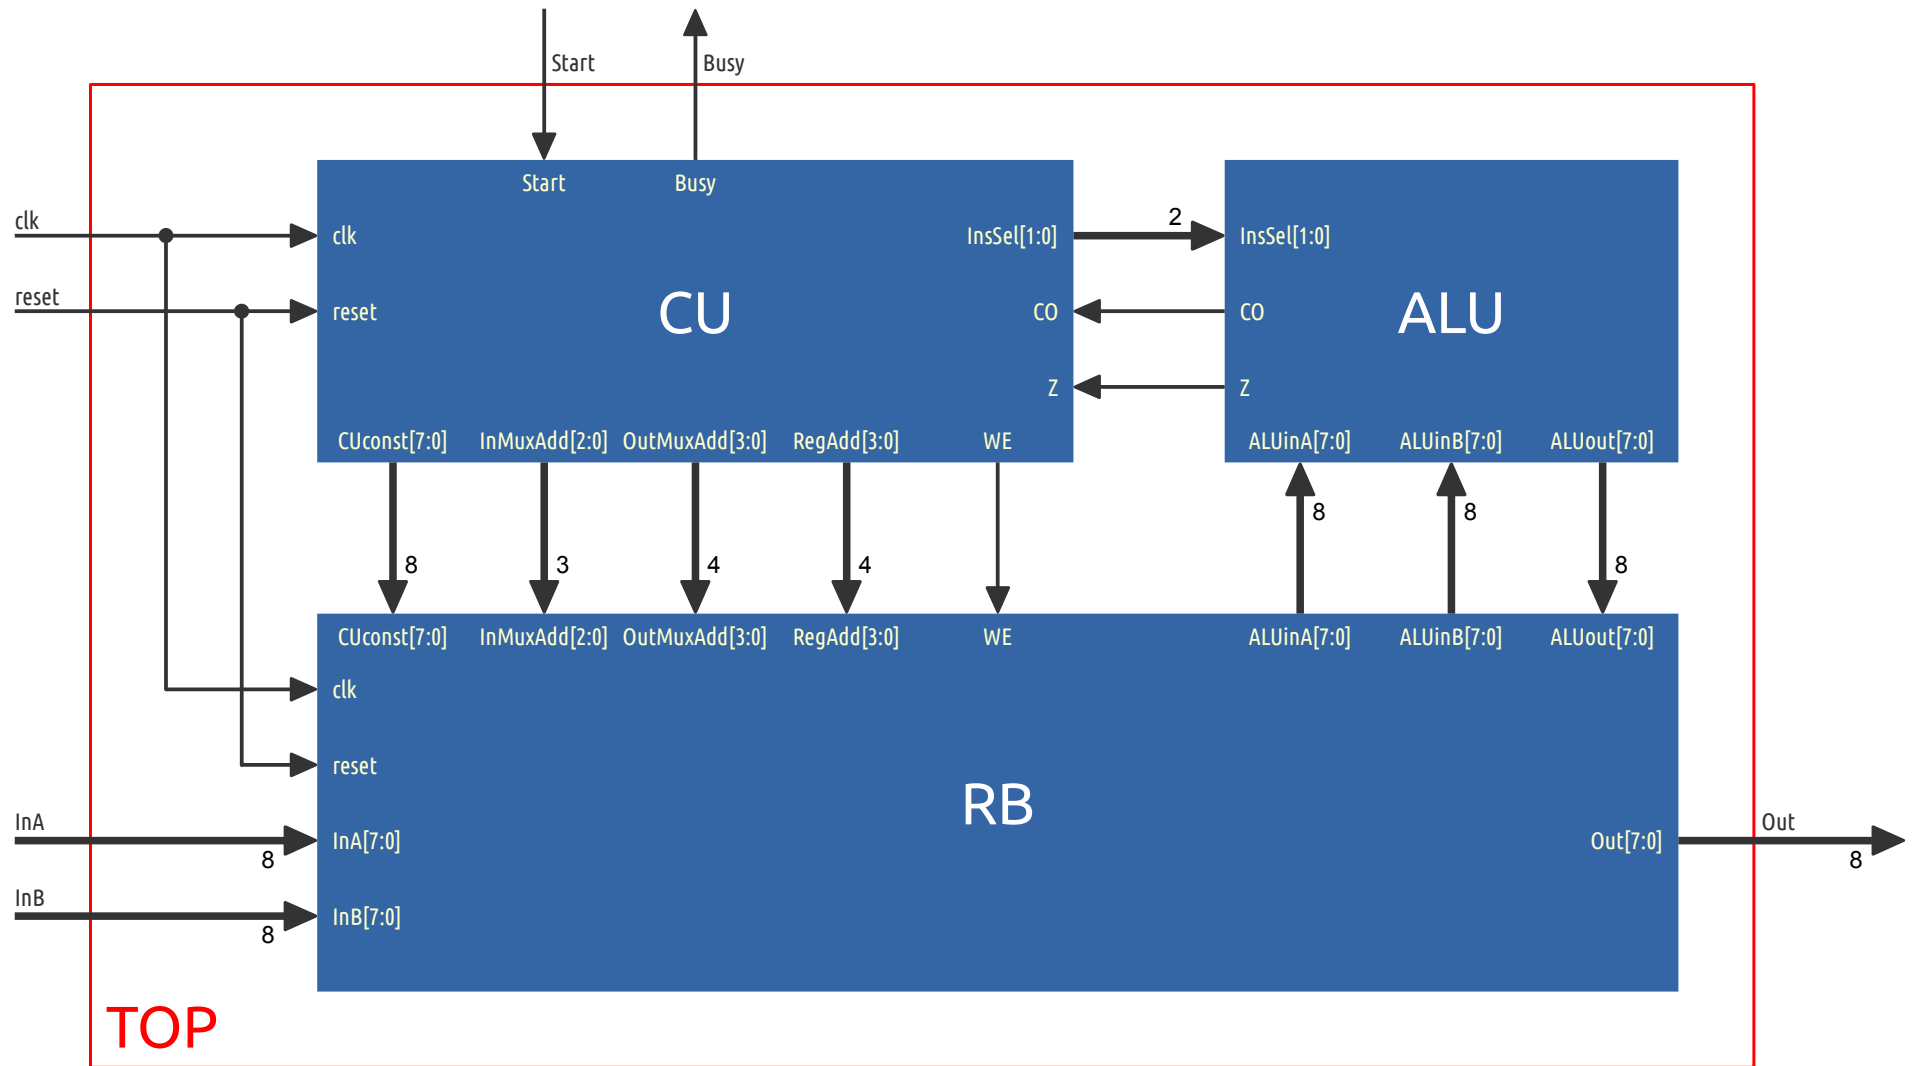 Start Busy
Start Busy
clk
clk InsSel[1:0] 2 InsSel[1:0]
reset
reset CU CO CO ALU
Z Z
CUconst[7:0] InMuxAdd[2:0] OutMuxAdd[3:0] RegAdd[3:0] WE ALUinA[7:0] ALUinB[7:0] ALUout[7:0]
8 8
8 3 4 4 8
CUconst[7:0] InMuxAdd[2:0] OutMuxAdd[3:0] RegAdd[3:0] WE ALUinA[7:0] ALUinB[7:0] ALUout[7:0]
clk
reset
RB
InA Out
InA[7:0] Out[7:0]
8 8
InB
InB[7:0]
8
TOP